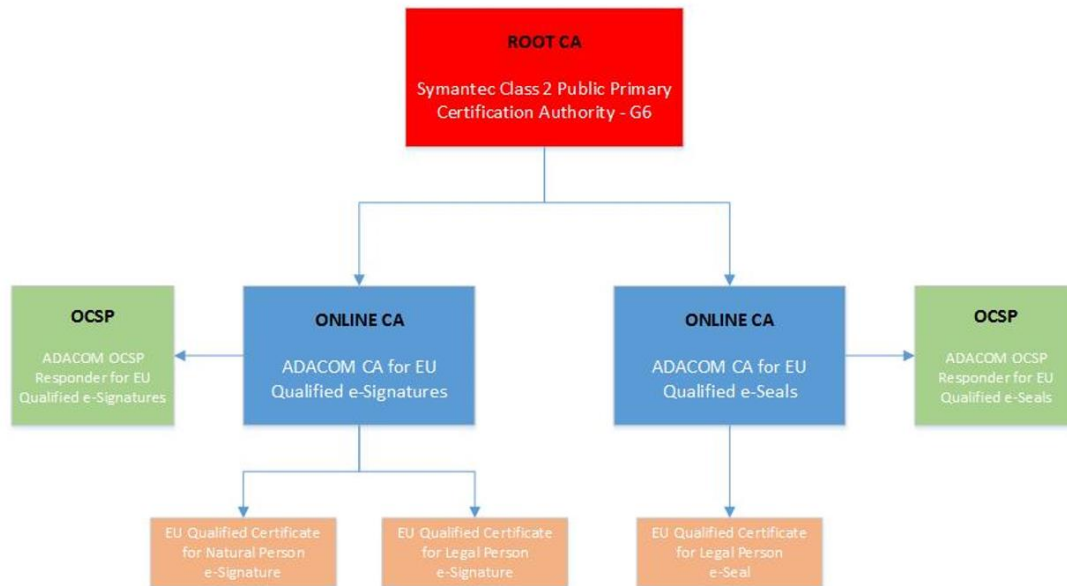 ROOT CA
Symantec Class 2 Public Primary
Certification Authority - G6
OCSP
ADACOM OCSP
Responder for EU
Qualified e-Signatures
ONLINE CA
ADACOM CA for EU
Qualified e-Signatures
ONLINE CA
ADACOM CA for EU
Qualified e-Seals
OCSP
ADACOM OCSP
Responder for EU
Qualified e-Seals
EU Qualified Certificate
for Natural Person
e-Signature
EU Qualified Certificate
for Legal Person
e-Signature
EU Qualified Certificate
for Legal Person
e-Seal